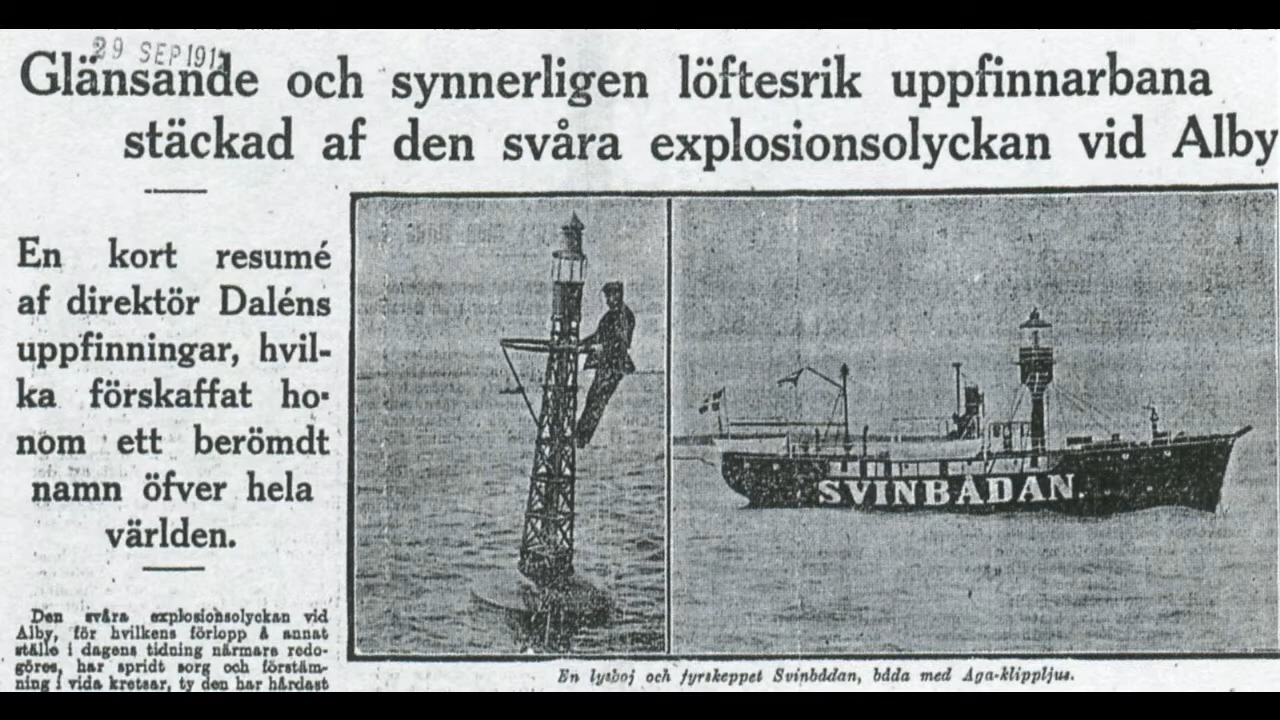 29 SEP 191
Glänsande och synnerligen löftesrik uppfinnarbana
stäckad af den svåra explosionsolyckan vid Alby
En kort resumé
af direktör Daléns
uppfinningar, hvil-
ka förskaffat ho-
nom ett berömdt
namn öfver hela
världen.
Den svåra explosionsolyckan vid
Alby, för hvilkens förlopp å annat
ställe i dagens tidning närmare redo-
göres, har spridt sorg och förstäm-
ning i vida kretsar, ty den har hårdast
SVINBÅDAN.
En lysboj och fyrskeppet Svinbådan, båda med Aga-klippljus.